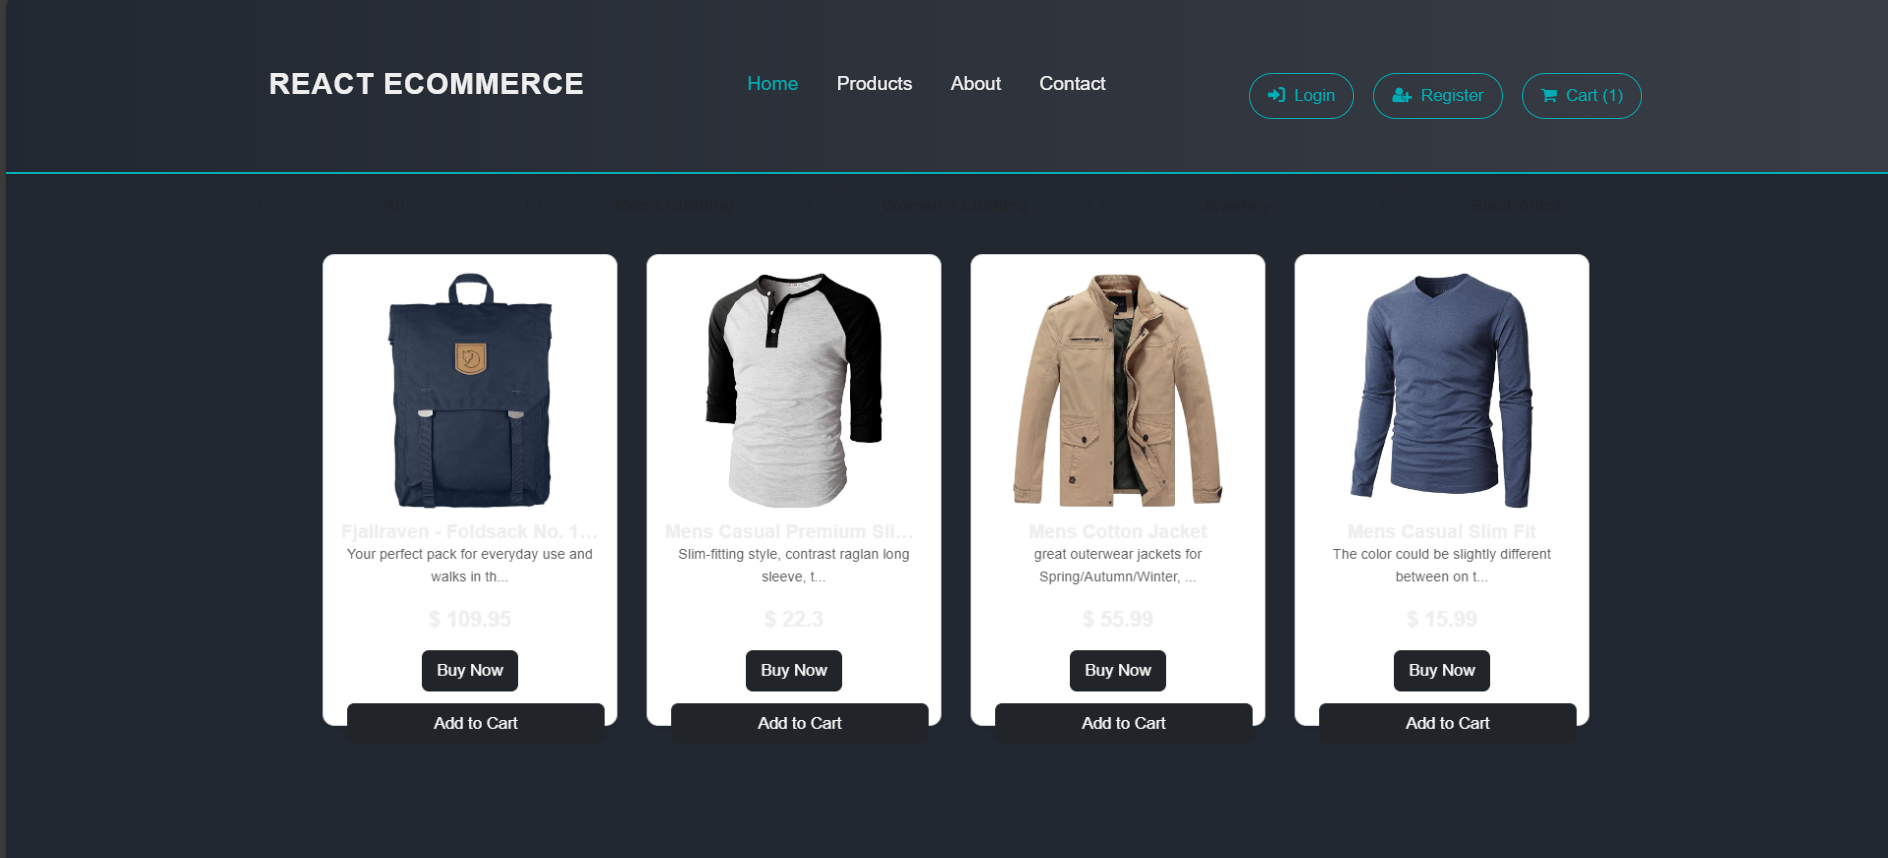 REACT ECOMMERCE
Home Products About Contact
Login Register Cart (1)
All Men's Clothing Women's Clothing Jewelery Electronics
Fjallraven - Foldsack No. 1...
Your perfect pack for everyday use and
walks in th...
$ 109.95
Buy Now
Add to Cart
Mens Casual Premium Sli...
Slim-fitting style, contrast raglan long
sleeve, t...
$ 22.3
Buy Now
Add to Cart
Mens Cotton Jacket
great outerwear jackets for
Spring/Autumn/Winter, ...
$ 55.99
Buy Now
Add to Cart
Mens Casual Slim Fit
The color could be slightly different
between on t...
$ 15.99
Buy Now
Add to Cart